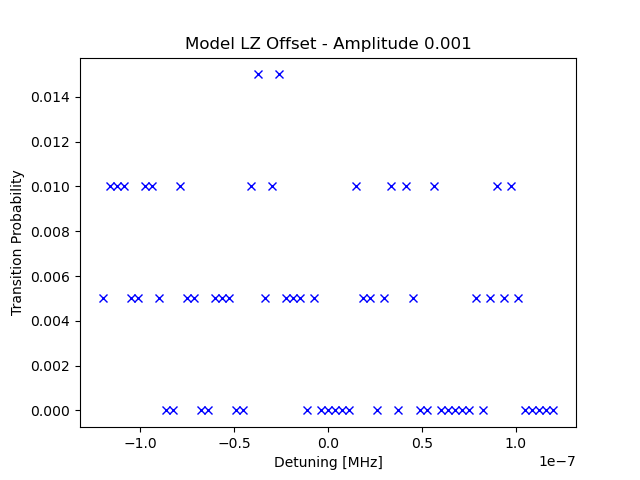 Model LZ Offset - Amplitude 0.001
Transition Probability
0.014
0.012
0.010
0.008
0.006
0.004
0.002
0.000
−1.0 −0.5 0.0 0.5 1.0
1e−7
Detuning [MHz]